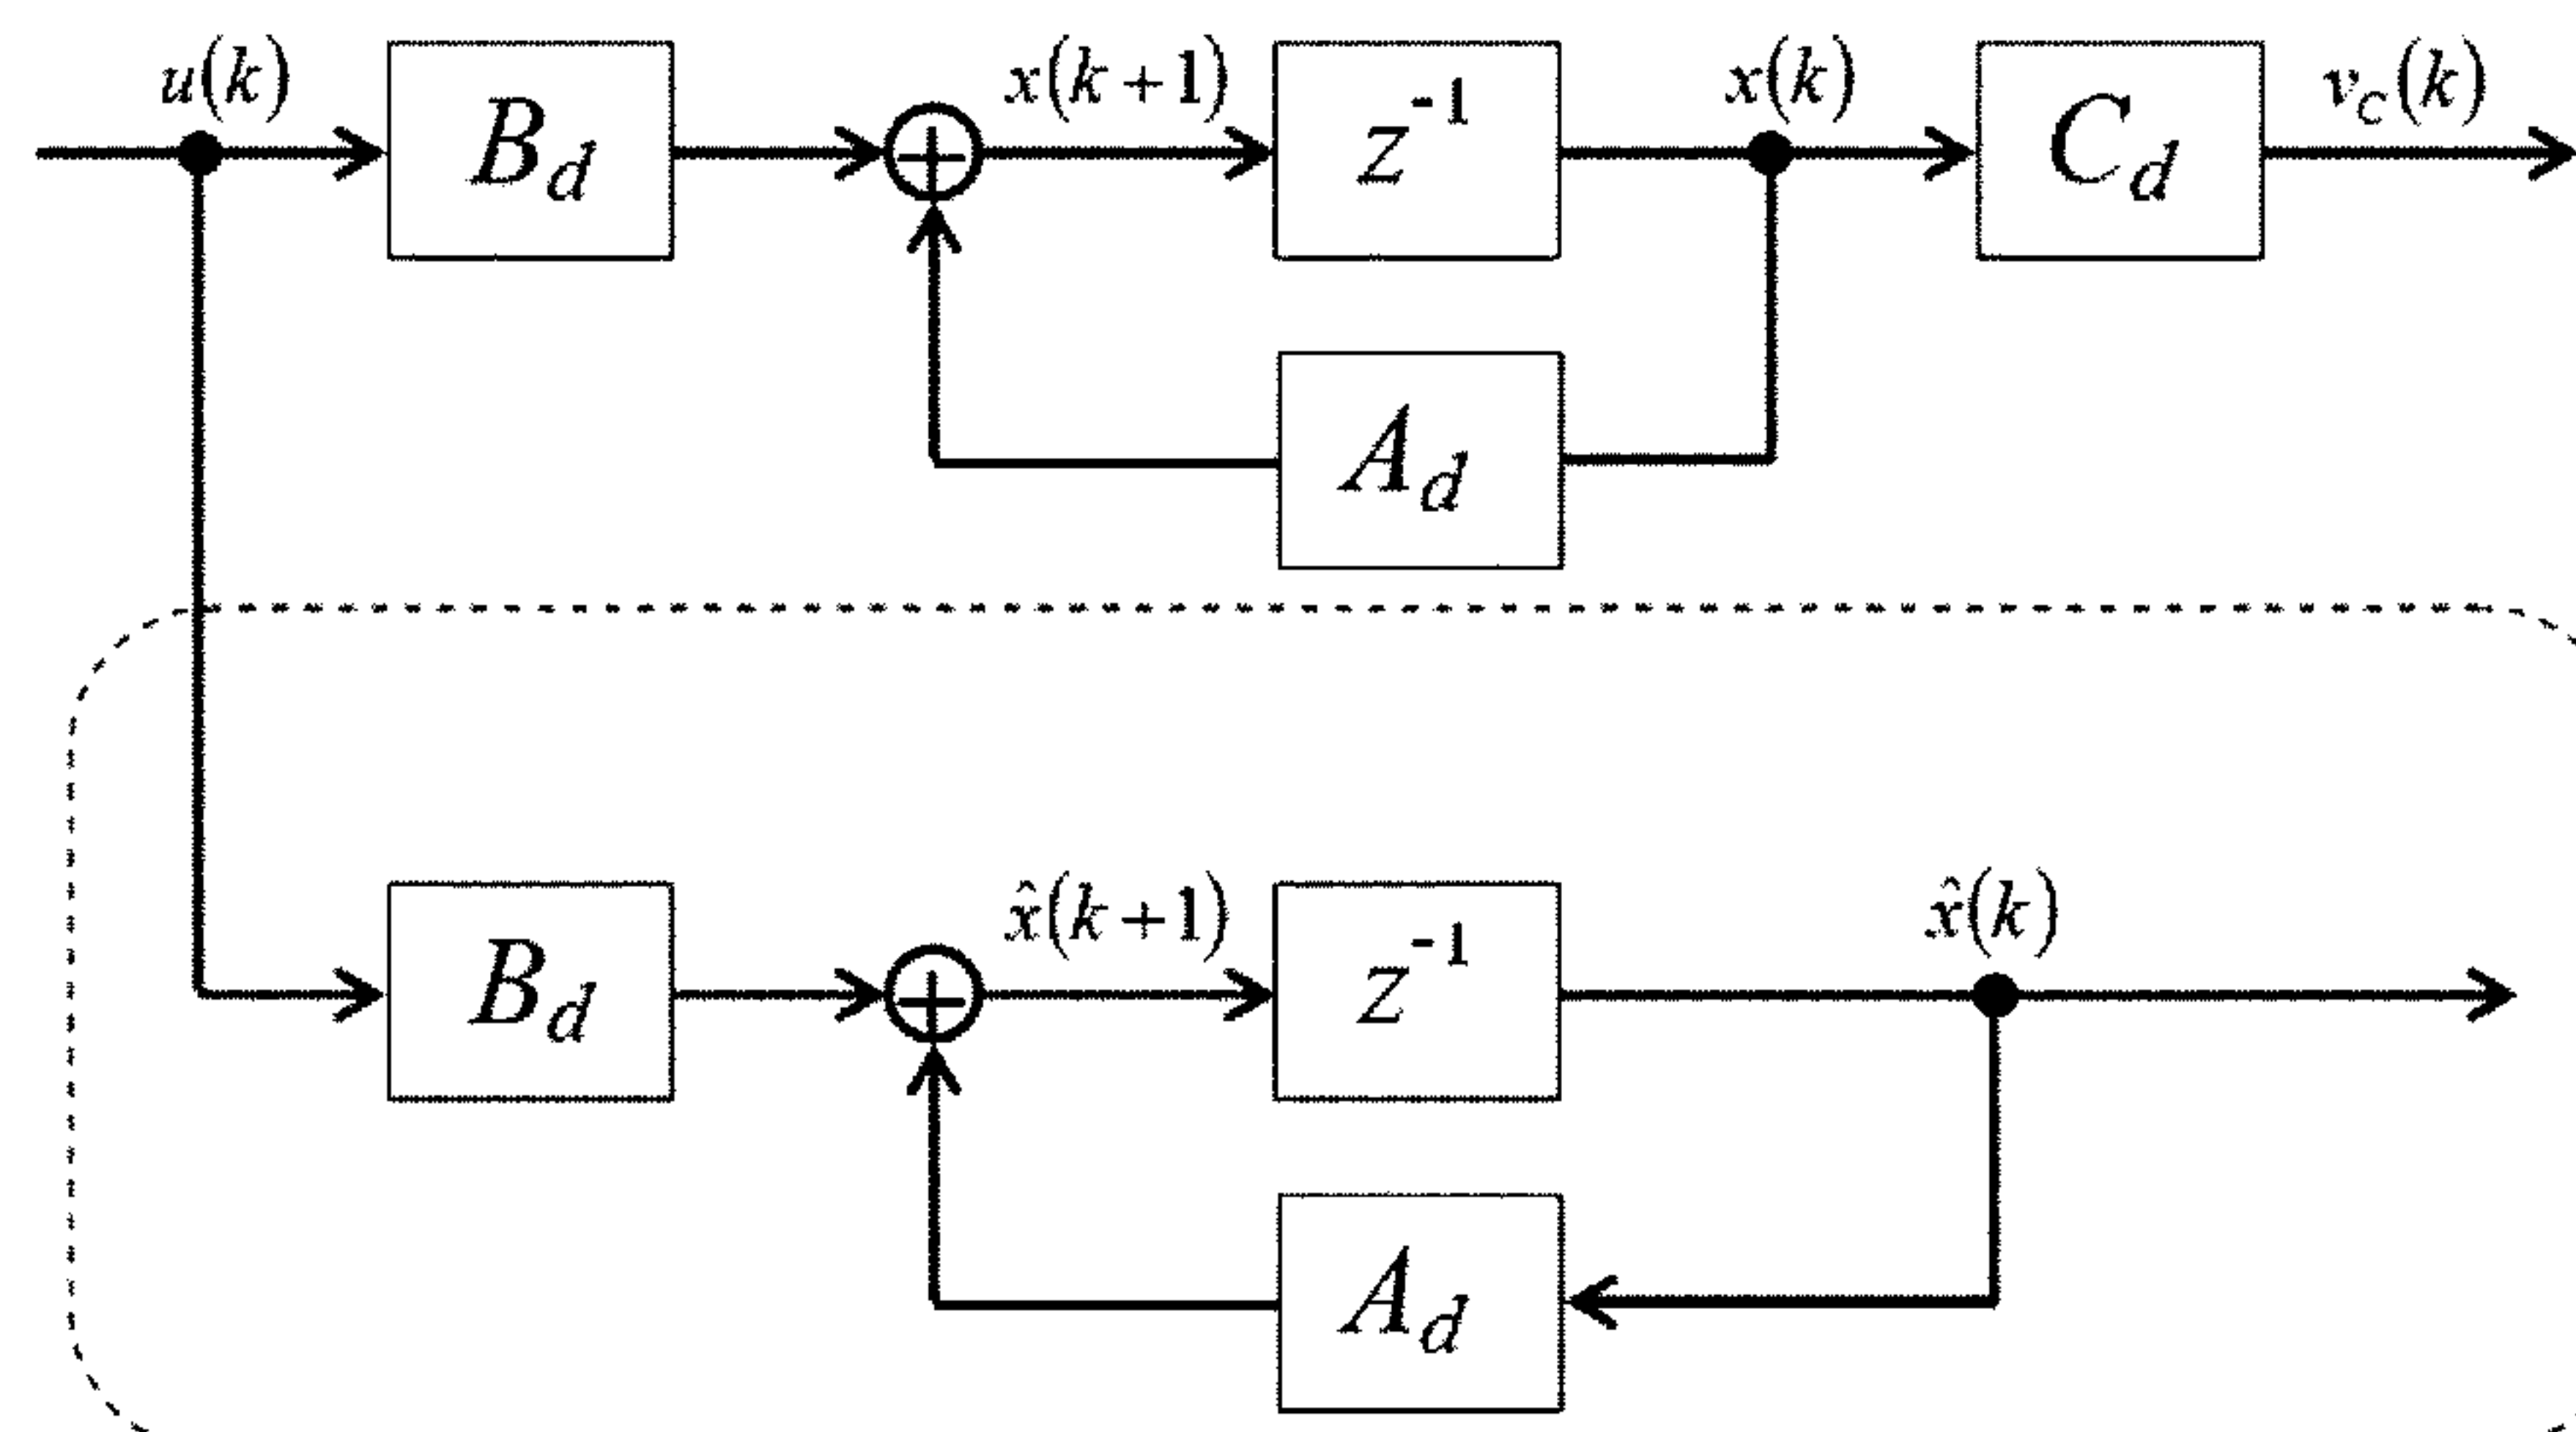 u(k) x(k+1) x(k) v_C(k)
B_d + z^-1 C_d
A_d
x̂(k+1) x̂(k)
B_d + z^-1
A_d